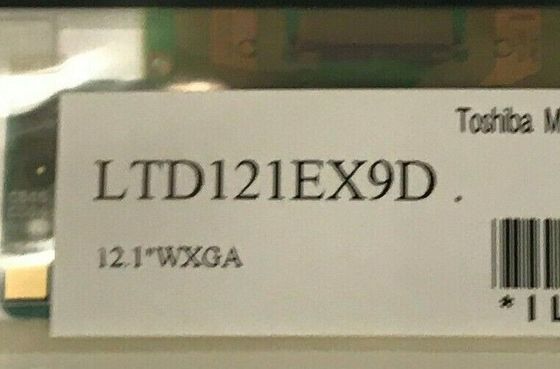 Toshiba M
LTD121EX9D .
12.1"WXGA
* 1 L